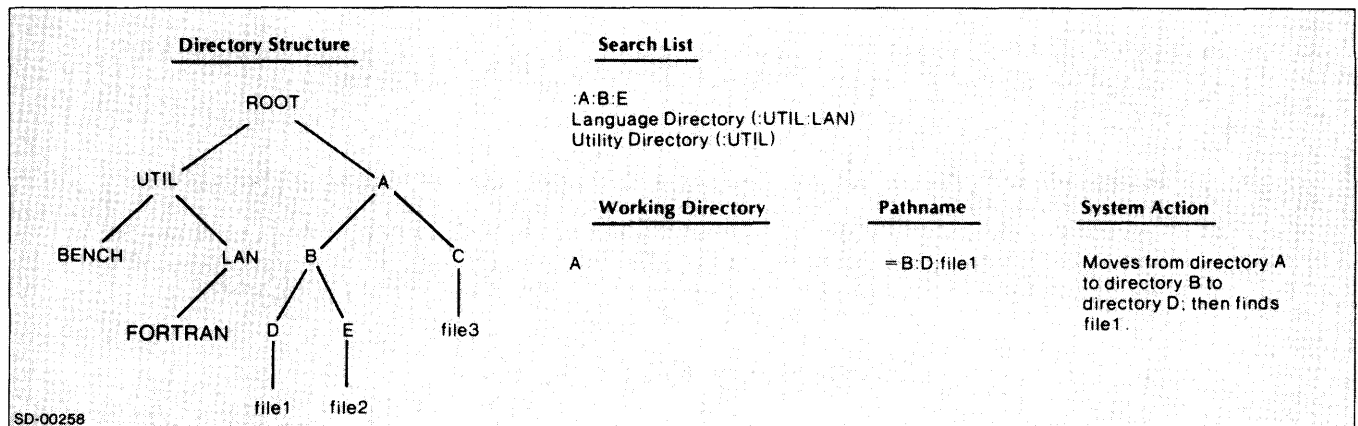 Directory Structure
ROOT
UTIL A
BENCH LAN B C
FORTRAN D E file3
file1 file2
Search List
:A:B:E
Language Directory (:UTIL:LAN)
Utility Directory (:UTIL)
Working Directory Pathname System Action
A =B:D:file1 Moves from directory A
to directory B to
directory D; then finds
file1.
SD-00258